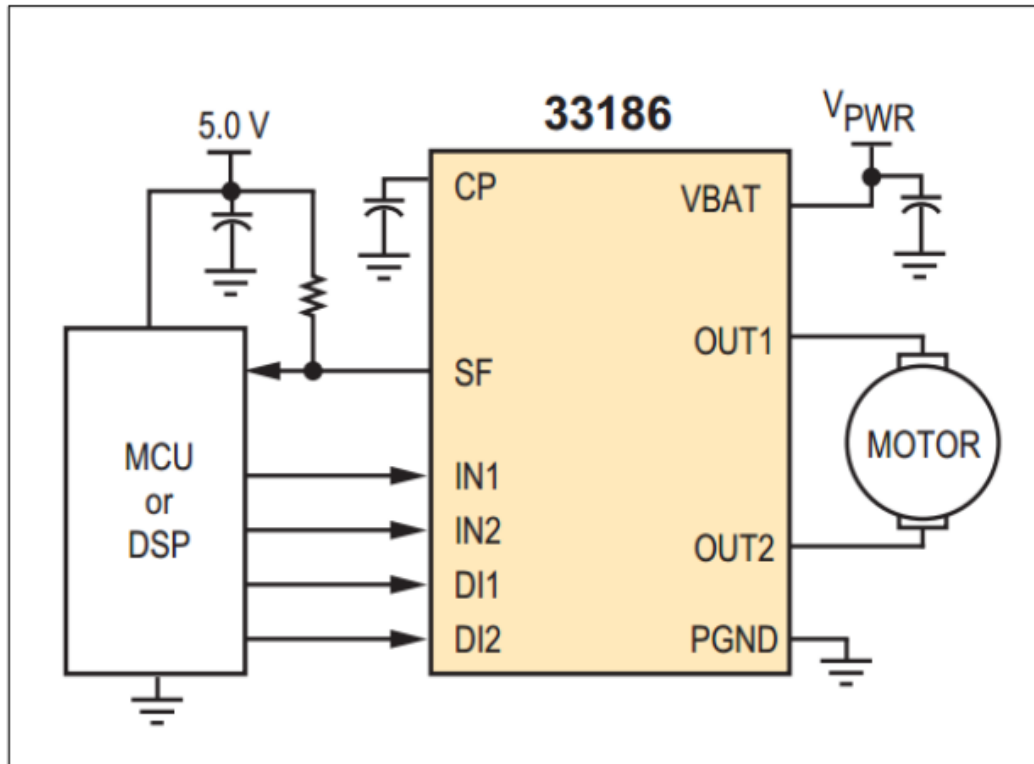 33186
5.0 V
VPWR
CP
VBAT
SF
OUT1
MCU
or
DSP
IN1
IN2
DI1
DI2
MOTOR
OUT2
PGND